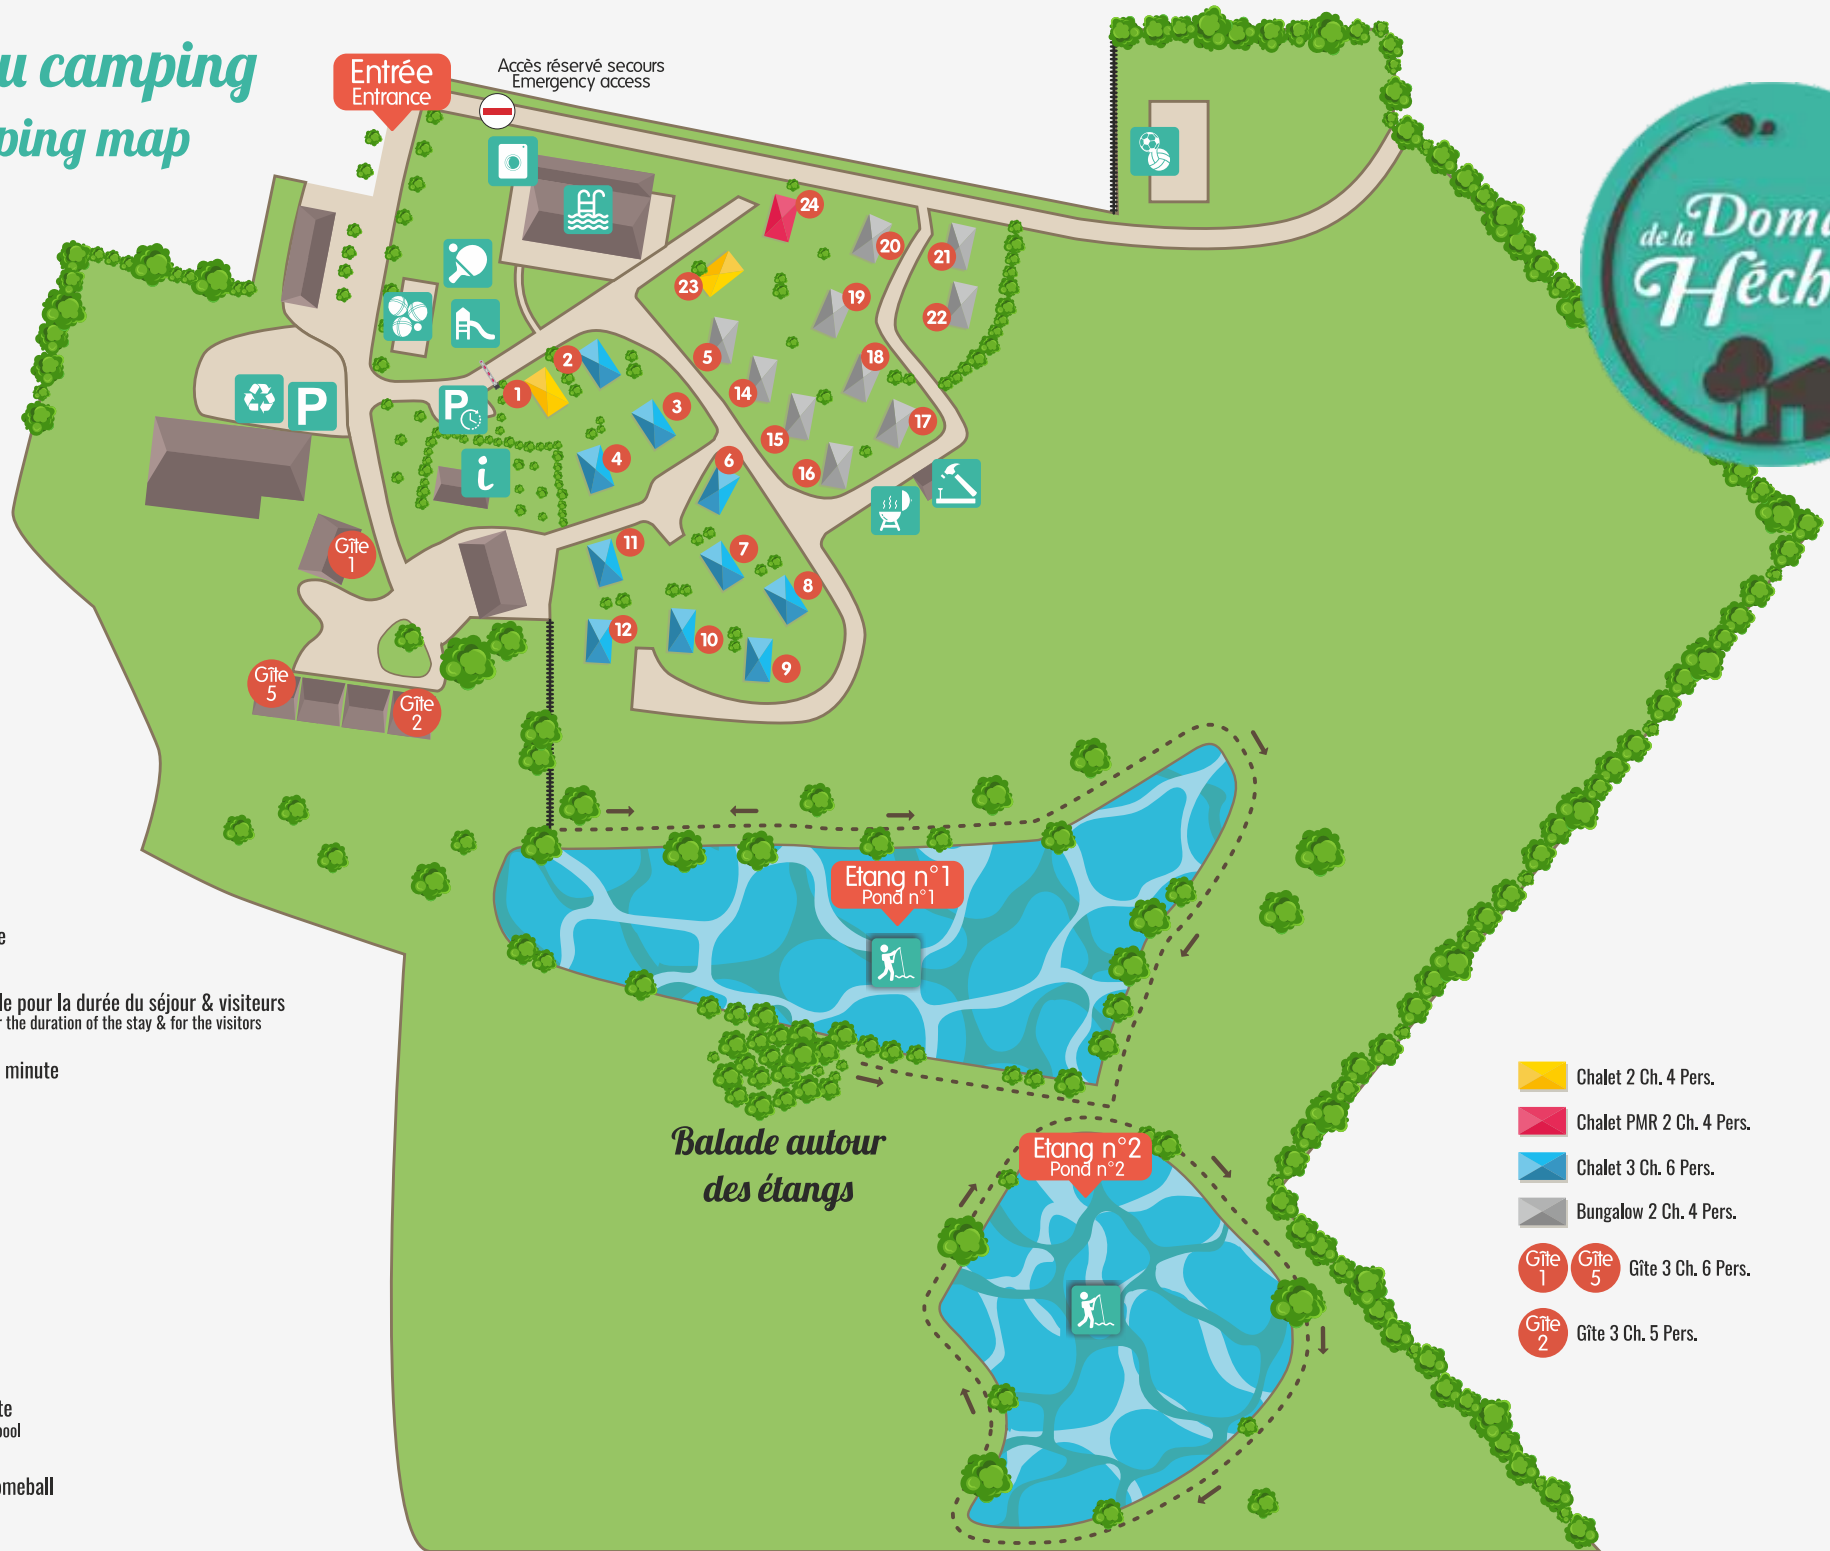 u camping
ping map
Entrée
Entrance
Accès réservé secours
Emergency access
de la Doma
Héch
24
20
21
23
19
22
2
5
18
1
14
3
17
15
4
6
16
P
P
i
11
7
8
12
10
9
Gîte
1
Gîte
5
Gîte
2
Etang n°1
Pond n°1
Balade autour
des étangs
Etang n°2
Pond n°2
e
le pour la durée du séjour & visiteurs
r the duration of the stay & for the visitors
minute
te
ool
omeball
Chalet 2 Ch. 4 Pers.
Chalet PMR 2 Ch. 4 Pers.
Chalet 3 Ch. 6 Pers.
Bungalow 2 Ch. 4 Pers.
Gîte
1
Gîte
5
Gîte 3 Ch. 6 Pers.
Gîte
2
Gîte 3 Ch. 5 Pers.